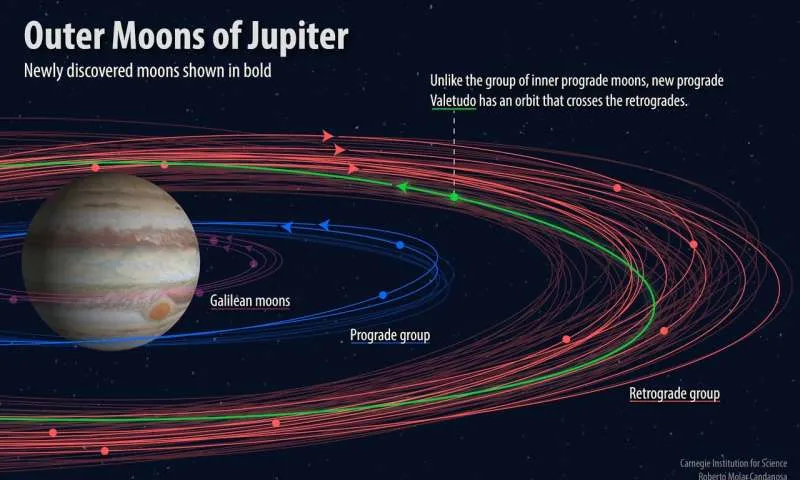 Outer Moons of Jupiter
Newly discovered moons shown in bold
Unlike the group of inner prograde moons, new prograde
Valetudo has an orbit that crosses the retrogrades.
Galilean moons
Prograde group
Retrograde group
Carnegie Institution for Science
Roberto Molar Candanosa